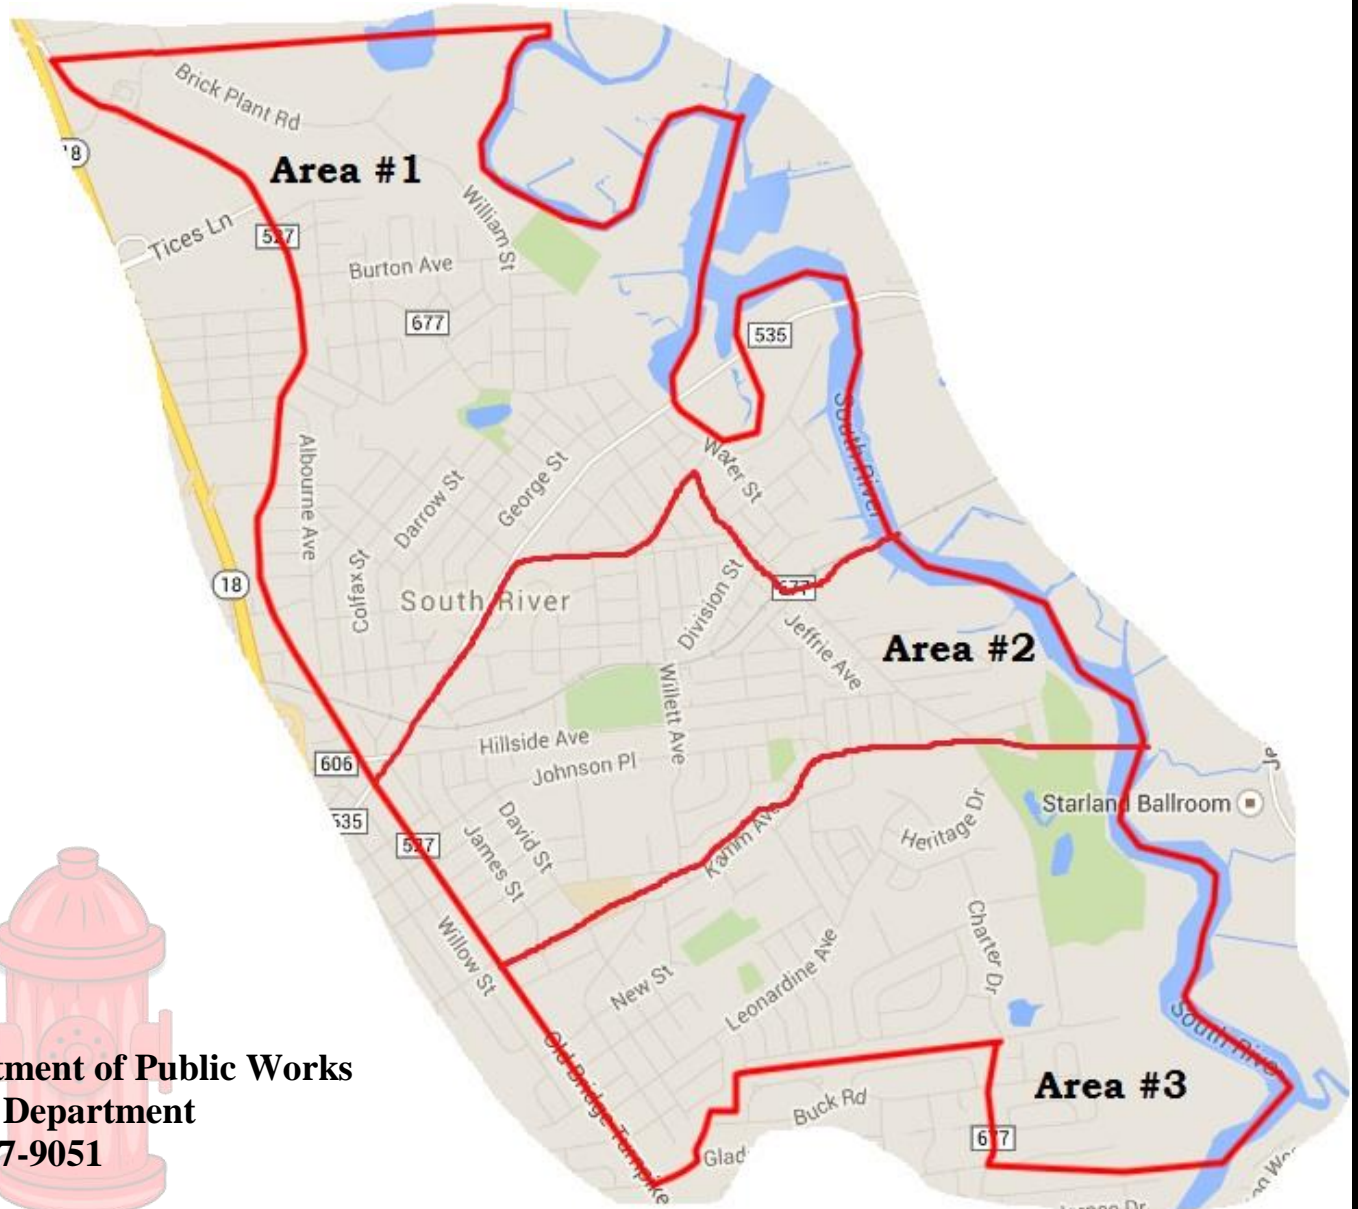 Brick Plant Rd
Area #1
William St
Tices Ln
527
Burton Ave
677
535
South River
Albourne Ave
Darrow St
George St
Water St
18
Colfax St
South River
Division St
677
Jeffrie Ave
Area #2
Willett Ave
Hillside Ave
Johnson Pl
606
535
527
David St
James St
Kamm Ave
Heritage Dr
Starland Ballroom
Willow St
New St
Leonardine Ave
Charter Dr
South River
Old Bridge Turnpike
Area #3
Buck Rd
677
Glad
tment of Public Works
Department
7-9051